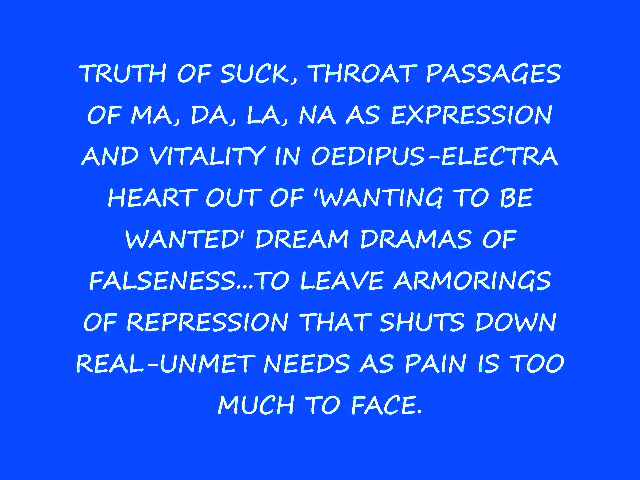 TRUTH OF SUCK, THROAT PASSAGES
OF MA, DA, LA, NA AS EXPRESSION
AND VITALITY IN OEDIPUS-ELECTRA
HEART OUT OF 'WANTING TO BE
WANTED' DREAM DRAMAS OF
FALSENESS...TO LEAVE ARMORINGS
OF REPRESSION THAT SHUTS DOWN
REAL-UNMET NEEDS AS PAIN IS TOO
MUCH TO FACE.